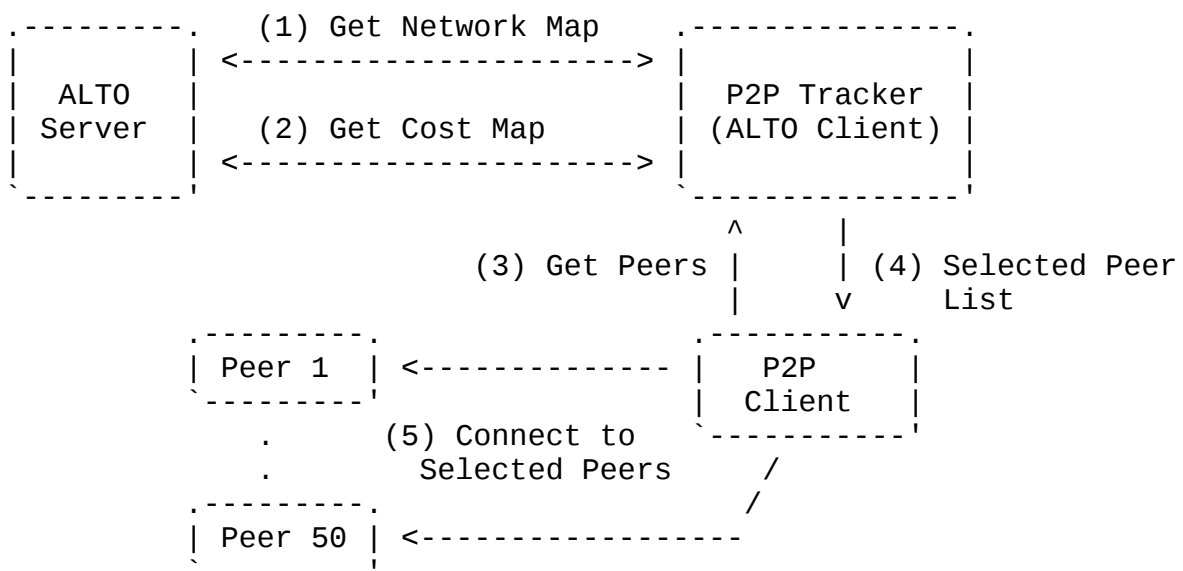 (1) Get Network Map
ALTO
Server
P2P Tracker
(ALTO Client)
(2) Get Cost Map
(3) Get Peers
(4) Selected Peer
List
Peer 1
P2P
Client
(5) Connect to
Selected Peers
Peer 50